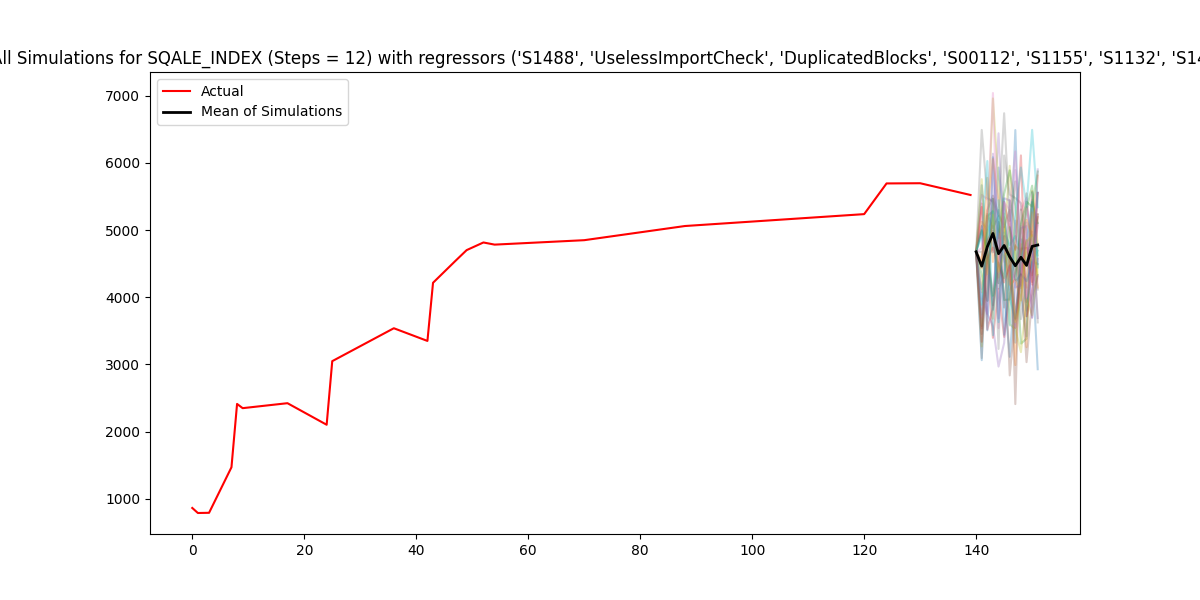 All Simulations for SQALE_INDEX (Steps = 12) with regressors ('S1488', 'UselessImportCheck', 'DuplicatedBlocks', 'S00112', 'S1155', 'S1132', 'S14
Actual
Mean of Simulations
7000
6000
5000
4000
3000
2000
1000
0 20 40 60 80 100 120 140